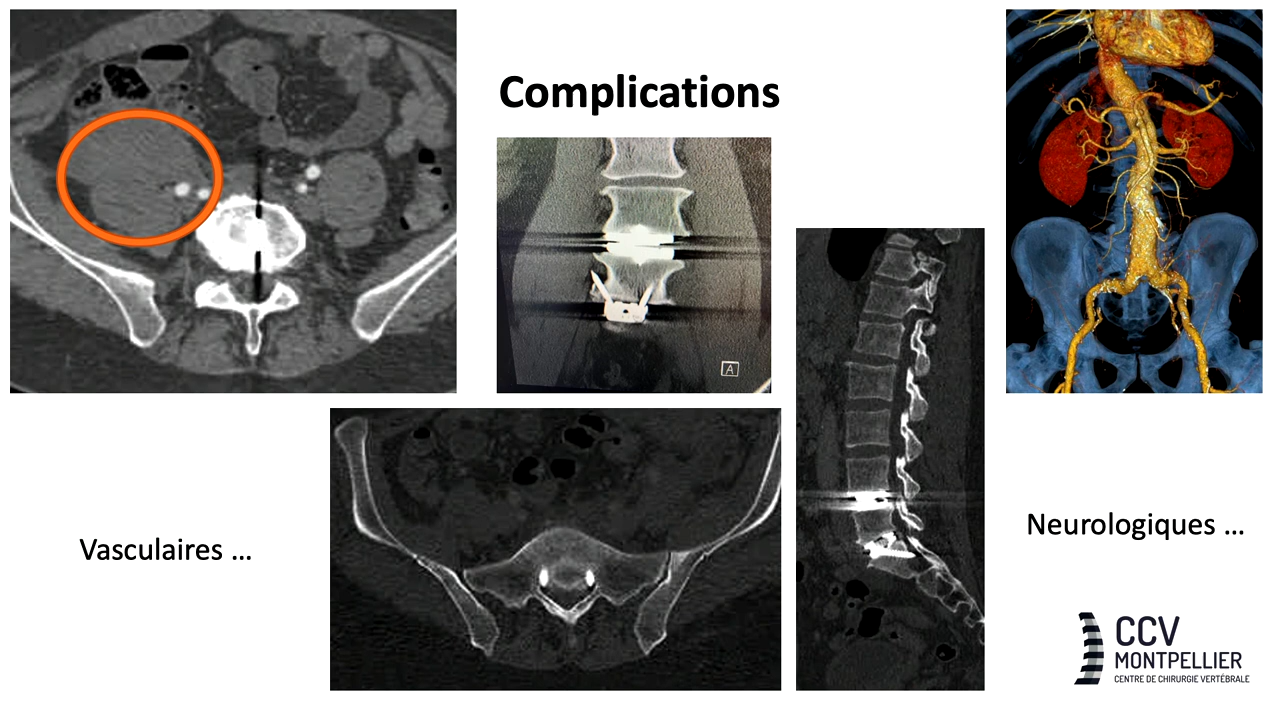 Complications
A
Vasculaires ...
Neurologiques ...
CCV
MONTPELLIER
CENTRE DE CHIRURGIE VERTÉBRALE